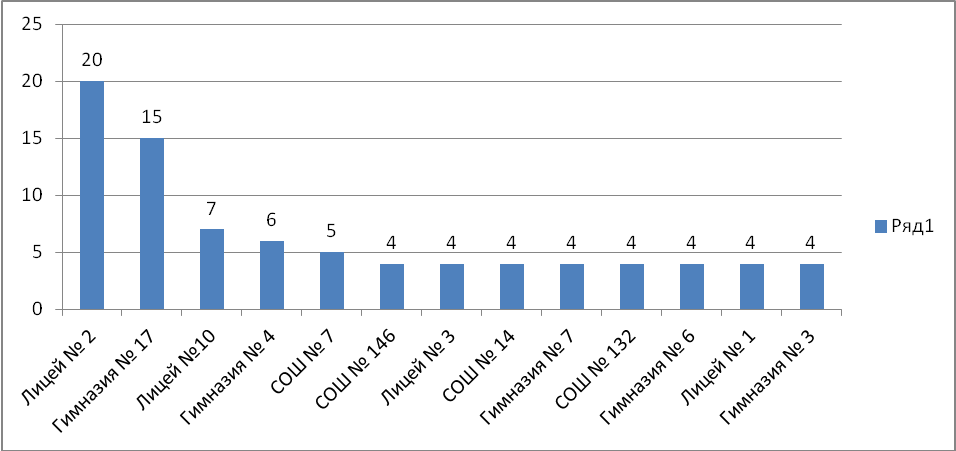 25
20
15
10
5
0
20
15
7
6
5
4
4
4
4
4
4
4
4
Лицей № 2
Гимназия № 17
Лицей №10
Гимназия № 4
СОШ № 7
СОШ № 146
Лицей № 3
СОШ № 14
Гимназия № 7
СОШ № 132
Гимназия № 6
Лицей № 1
Гимназия № 3
Ряд1